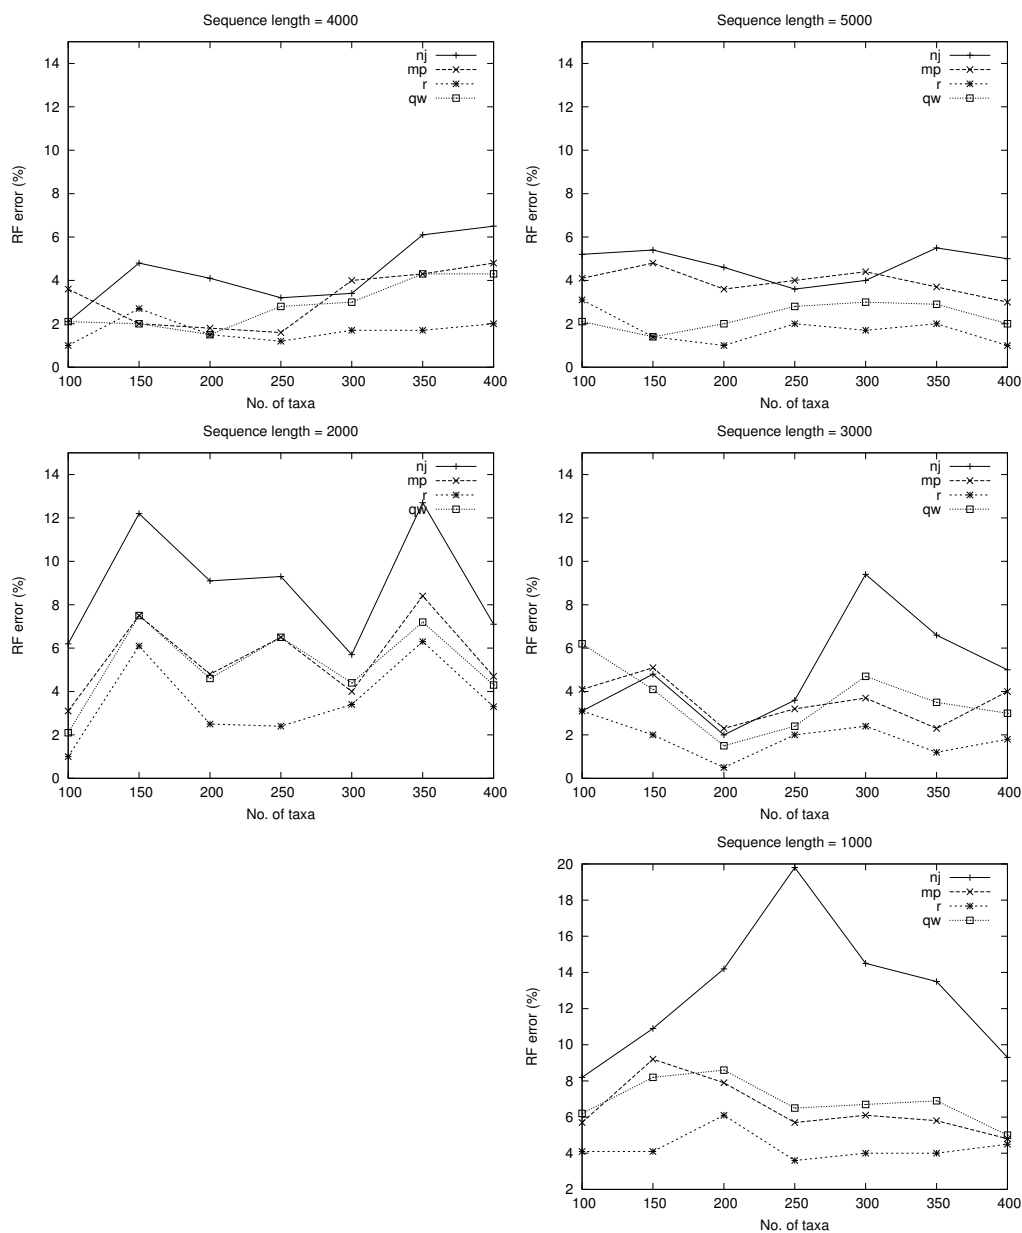 Sequence length = 4000
14
12
10
8
6
4
2
0
RF error (%)
nj
mp
r
qw
100 150 200 250 300 350 400
No. of taxa
Sequence length = 5000
14
12
10
8
6
4
2
0
RF error (%)
nj
mp
r
qw
100 150 200 250 300 350 400
No. of taxa
Sequence length = 2000
14
12
10
8
6
4
2
0
RF error (%)
nj
mp
r
qw
100 150 200 250 300 350 400
No. of taxa
Sequence length = 3000
14
12
10
8
6
4
2
0
RF error (%)
nj
mp
r
qw
100 150 200 250 300 350 400
No. of taxa
Sequence length = 1000
20
18
16
14
12
10
8
6
4
2
RF error (%)
nj
mp
r
qw
100 150 200 250 300 350 400
No. of taxa